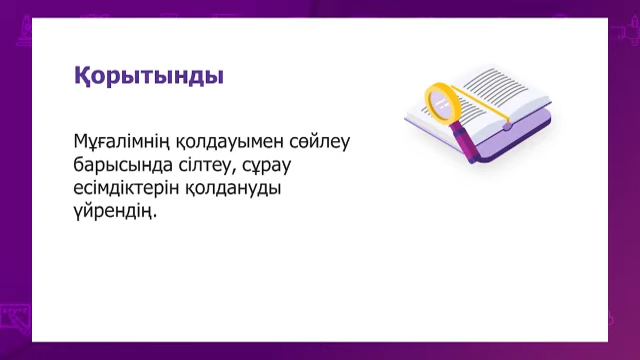 Қорытынды
Мұғалімнің қолдауымен сөйлеу
барысында сілтеу, сұрау
есімдіктерін қолдануды
үйрендің.